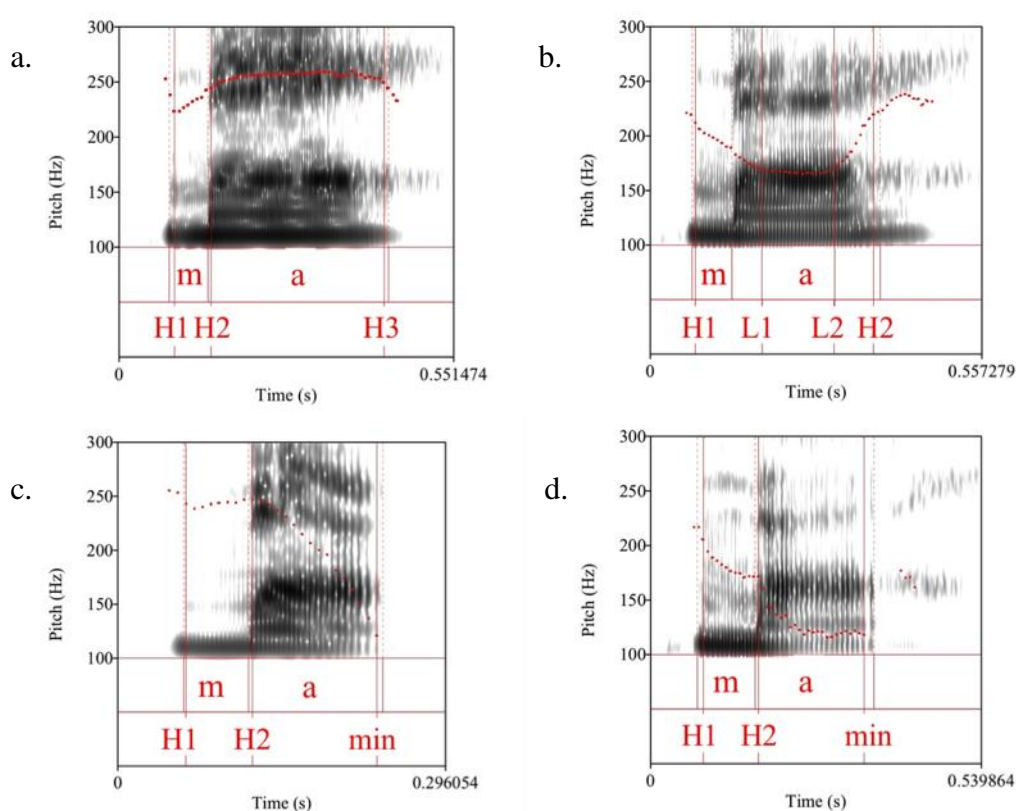 a.
300
250
200
150
100
Pitch (Hz)
m a
H1 H2 H3
0 0.551474
Time (s)
b.
300
250
200
150
100
Pitch (Hz)
m a
H1 L1 L2 H2
0 0.557279
Time (s)
c.
300
250
200
150
100
Pitch (Hz)
m a
H1 H2 min
0 0.296054
Time (s)
d.
300
250
200
150
100
Pitch (Hz)
m a
H1 H2 min
0 0.539864
Time (s)